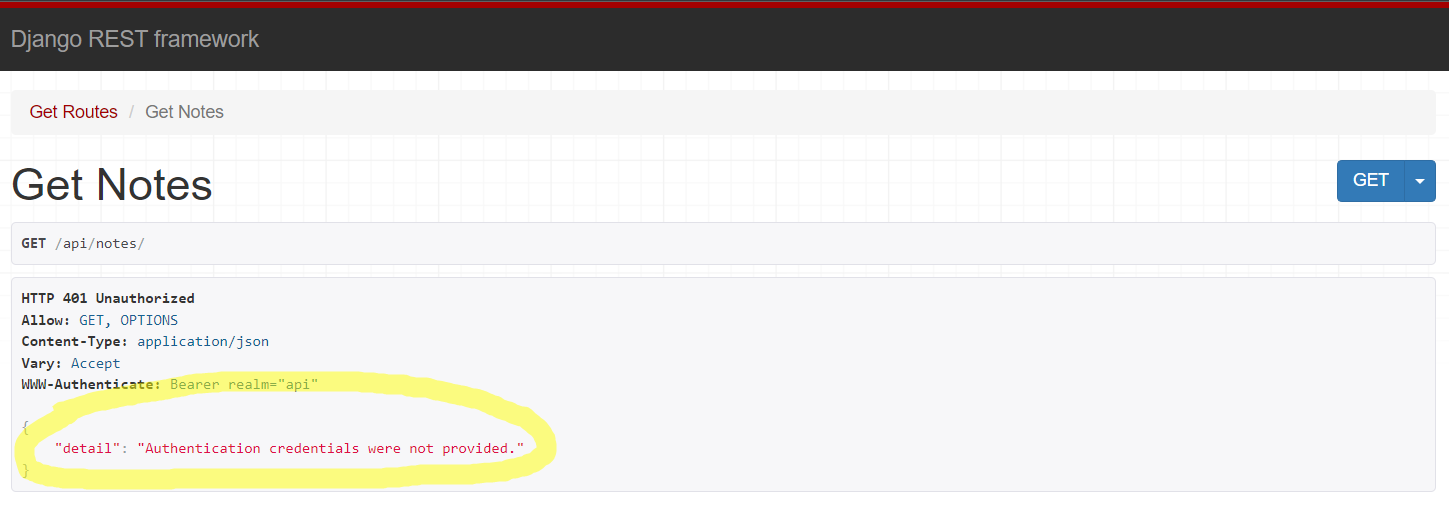 Django REST framework
Get Routes / Get Notes
Get Notes
GET
GET /api/notes/
HTTP 401 Unauthorized
Allow: GET, OPTIONS
Content-Type: application/json
Vary: Accept
WWW-Authenticate: Bearer realm="api"
{
"detail": "Authentication credentials were not provided."
}